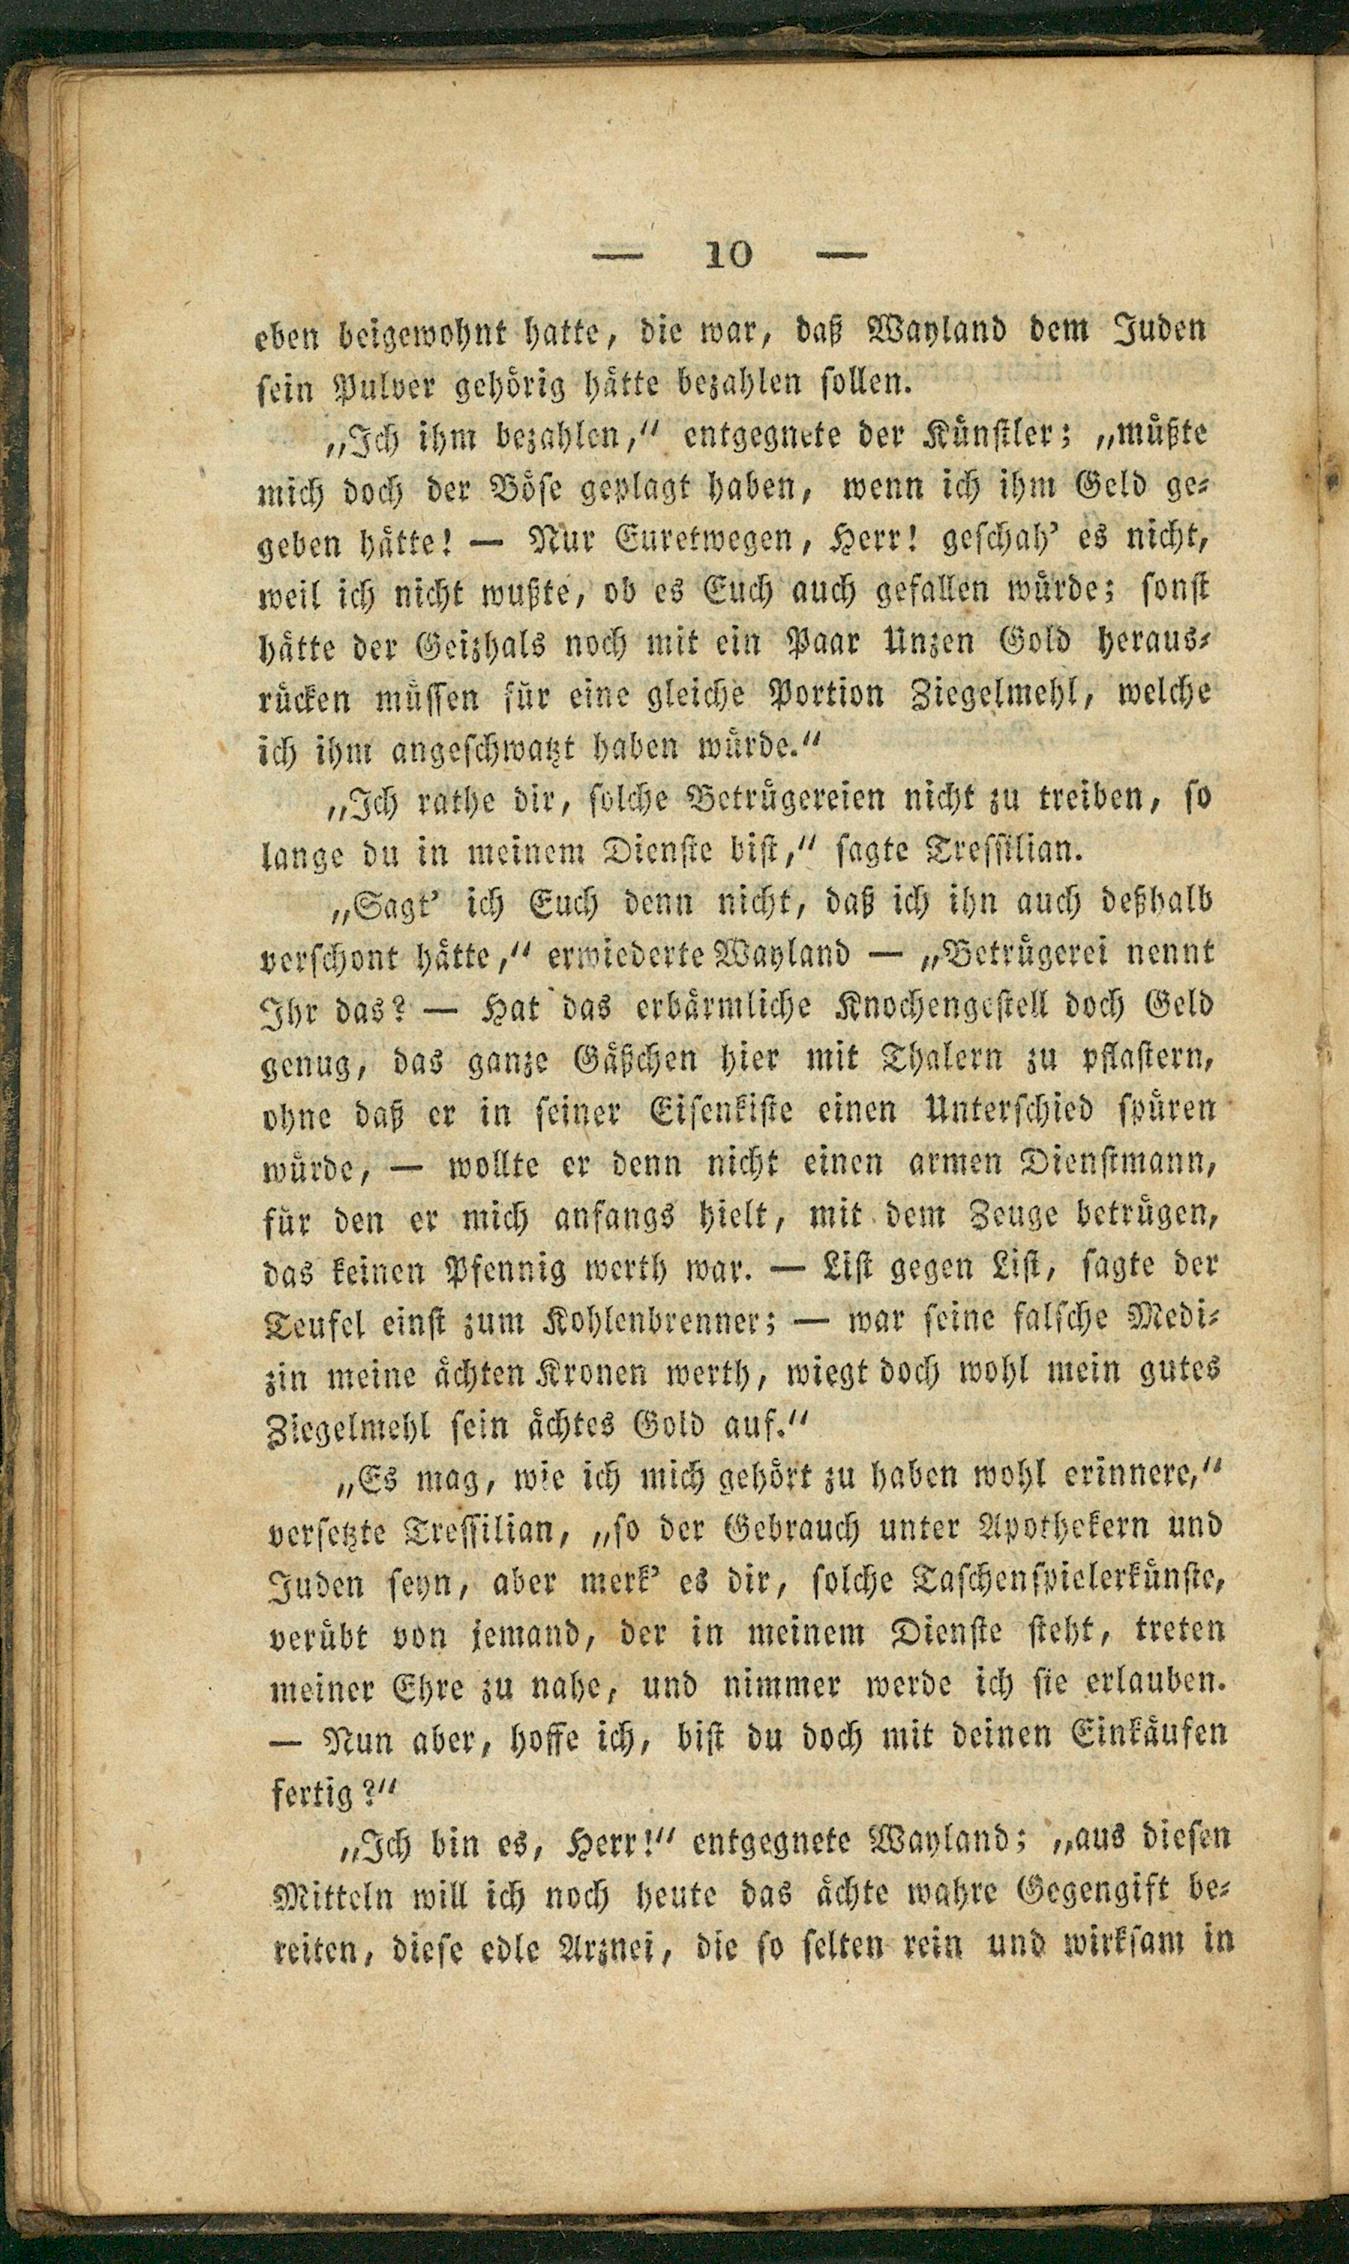 — 10 —
eben beigewohnt hatte, die war, daß Wayland dem Juden
sein Pulver gehörig hätte bezahlen sollen.
„Ich ihm bezahlen,“ entgegnete der Künstler; „müßte
mich doch der Böse geplagt haben, wenn ich ihm Geld ge-
geben hätte! — Nur Euretwegen, Herr! geschah’ es nicht,
weil ich nicht wußte, ob es Euch auch gefallen würde; sonst
hätte der Geizhals noch mit ein Paar Unzen Gold heraus-
rücken müssen für eine gleiche Portion Ziegelmehl, welche
ich ihm angeschwatzt haben würde.“
„Ich rathe dir, solche Betrügereien nicht zu treiben, so
lange du in meinem Dienste bist,“ sagte Tressilian.
„Sagt’ ich Euch denn nicht, daß ich ihn auch deßhalb
verschont hätte,“ erwiederte Wayland — „Betrügerei nennt
Ihr das? — Hat das erbärmliche Knochengestell doch Geld
genug, das ganze Gäßchen hier mit Thalern zu pflastern,
ohne daß er in seiner Eisenkiste einen Unterschied spüren
würde, — wollte er denn nicht einen armen Dienstmann,
für den er mich anfangs hielt, mit dem Zeuge betrügen,
das keinen Pfennig werth war. — List gegen List, sagte der
Teufel einst zum Kohlenbrenner; — war seine falsche Medi-
zin meine ächten Kronen werth, wiegt doch wohl mein gutes
Ziegelmehl sein ächtes Gold auf.“
„Es mag, wie ich mich gehört zu haben wohl erinnere,“
versetzte Tressilian, „so der Gebrauch unter Apothekern und
Juden seyn, aber merk’ es dir, solche Taschenspielerkünste,
verübt von jemand, der in meinem Dienste steht, treten
meiner Ehre zu nahe, und nimmer werde ich sie erlauben.
— Nun aber, hoffe ich, bist du doch mit deinen Einkäufen
fertig?“
„Ich bin es, Herr!“ entgegnete Wayland; „aus diesen
Mitteln will ich noch heute das ächte wahre Gegengift be-
reiten, diese edle Arznei, die so selten rein und wirksam in